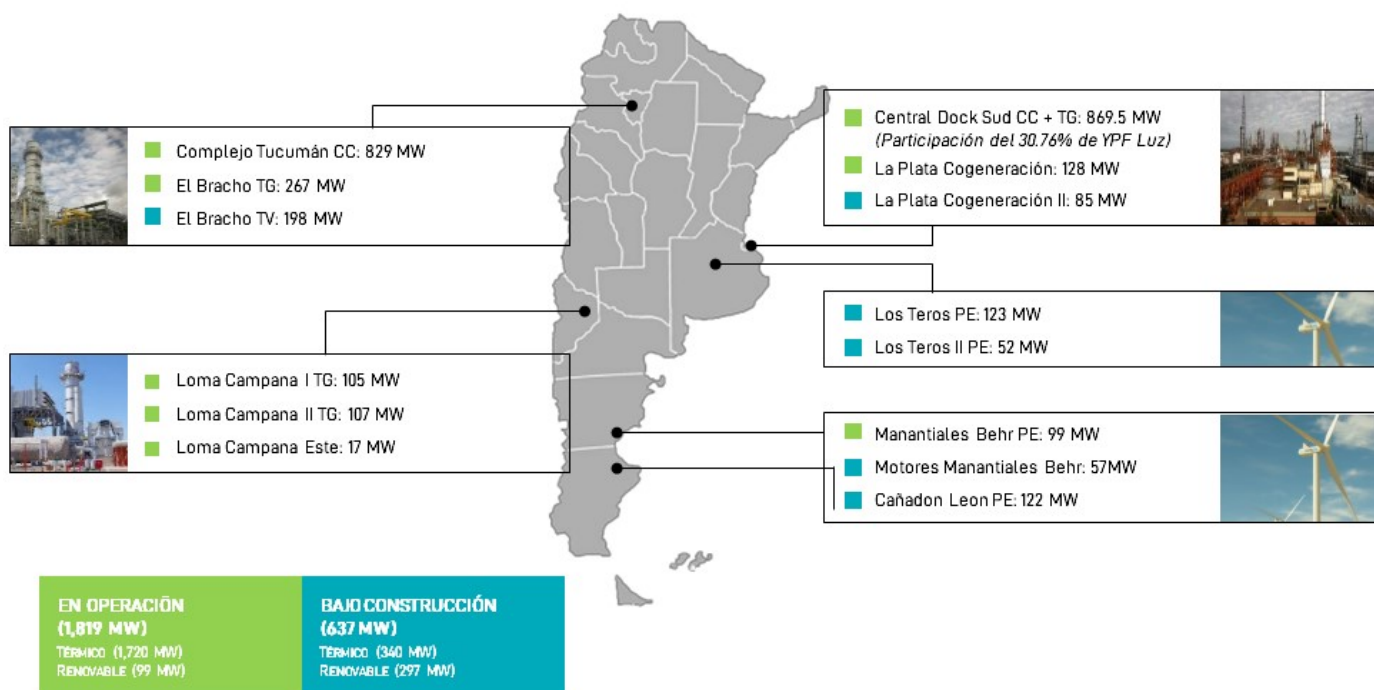 Complejo Tucumán CC: 829 MW
El Bracho TG: 267 MW
El Bracho TV: 198 MW
Loma Campana I TG: 105 MW
Loma Campana II TG: 107 MW
Loma Campana Este: 17 MW
Central Dock Sud CC + TG: 869.5 MW
(Participación del 30.76% de YPF Luz)
La Plata Cogeneración: 128 MW
La Plata Cogeneración II: 85 MW
Los Teros PE: 123 MW
Los Teros II PE: 52 MW
Manantiales Behr PE: 99 MW
Motores Manantiales Behr: 57MW
Cañadon Leon PE: 122 MW
EN OPERACIÕN
(1,819 MW)
TÉRMICO (1,720 MW)
RENOVABLE (99 MW)
BAJO CONSTRUCCIÓN
(637 MW)
TÉRMICO (340 MW)
RENOVABLE (297 MW)